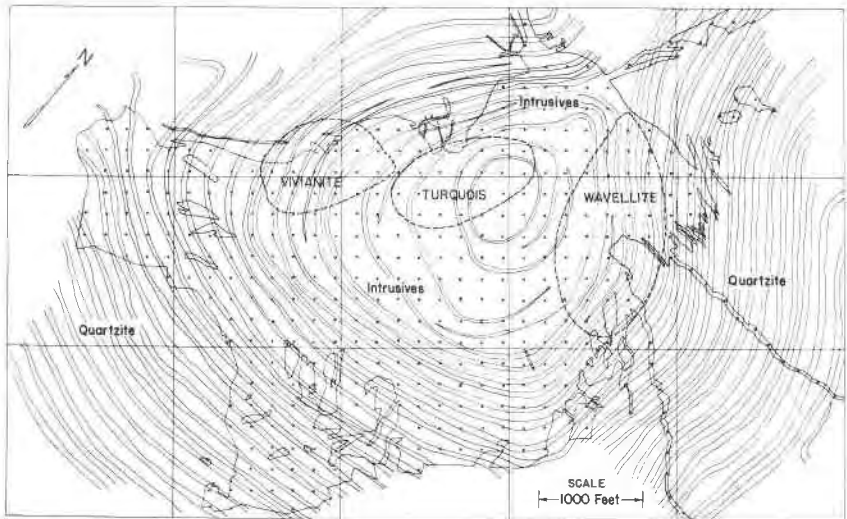 N
Intrusives
VIVIANITE
TURQUOIS
WAVELLITE
Intrusives
Quartzite
Quartzite
SCALE
1000 Feet